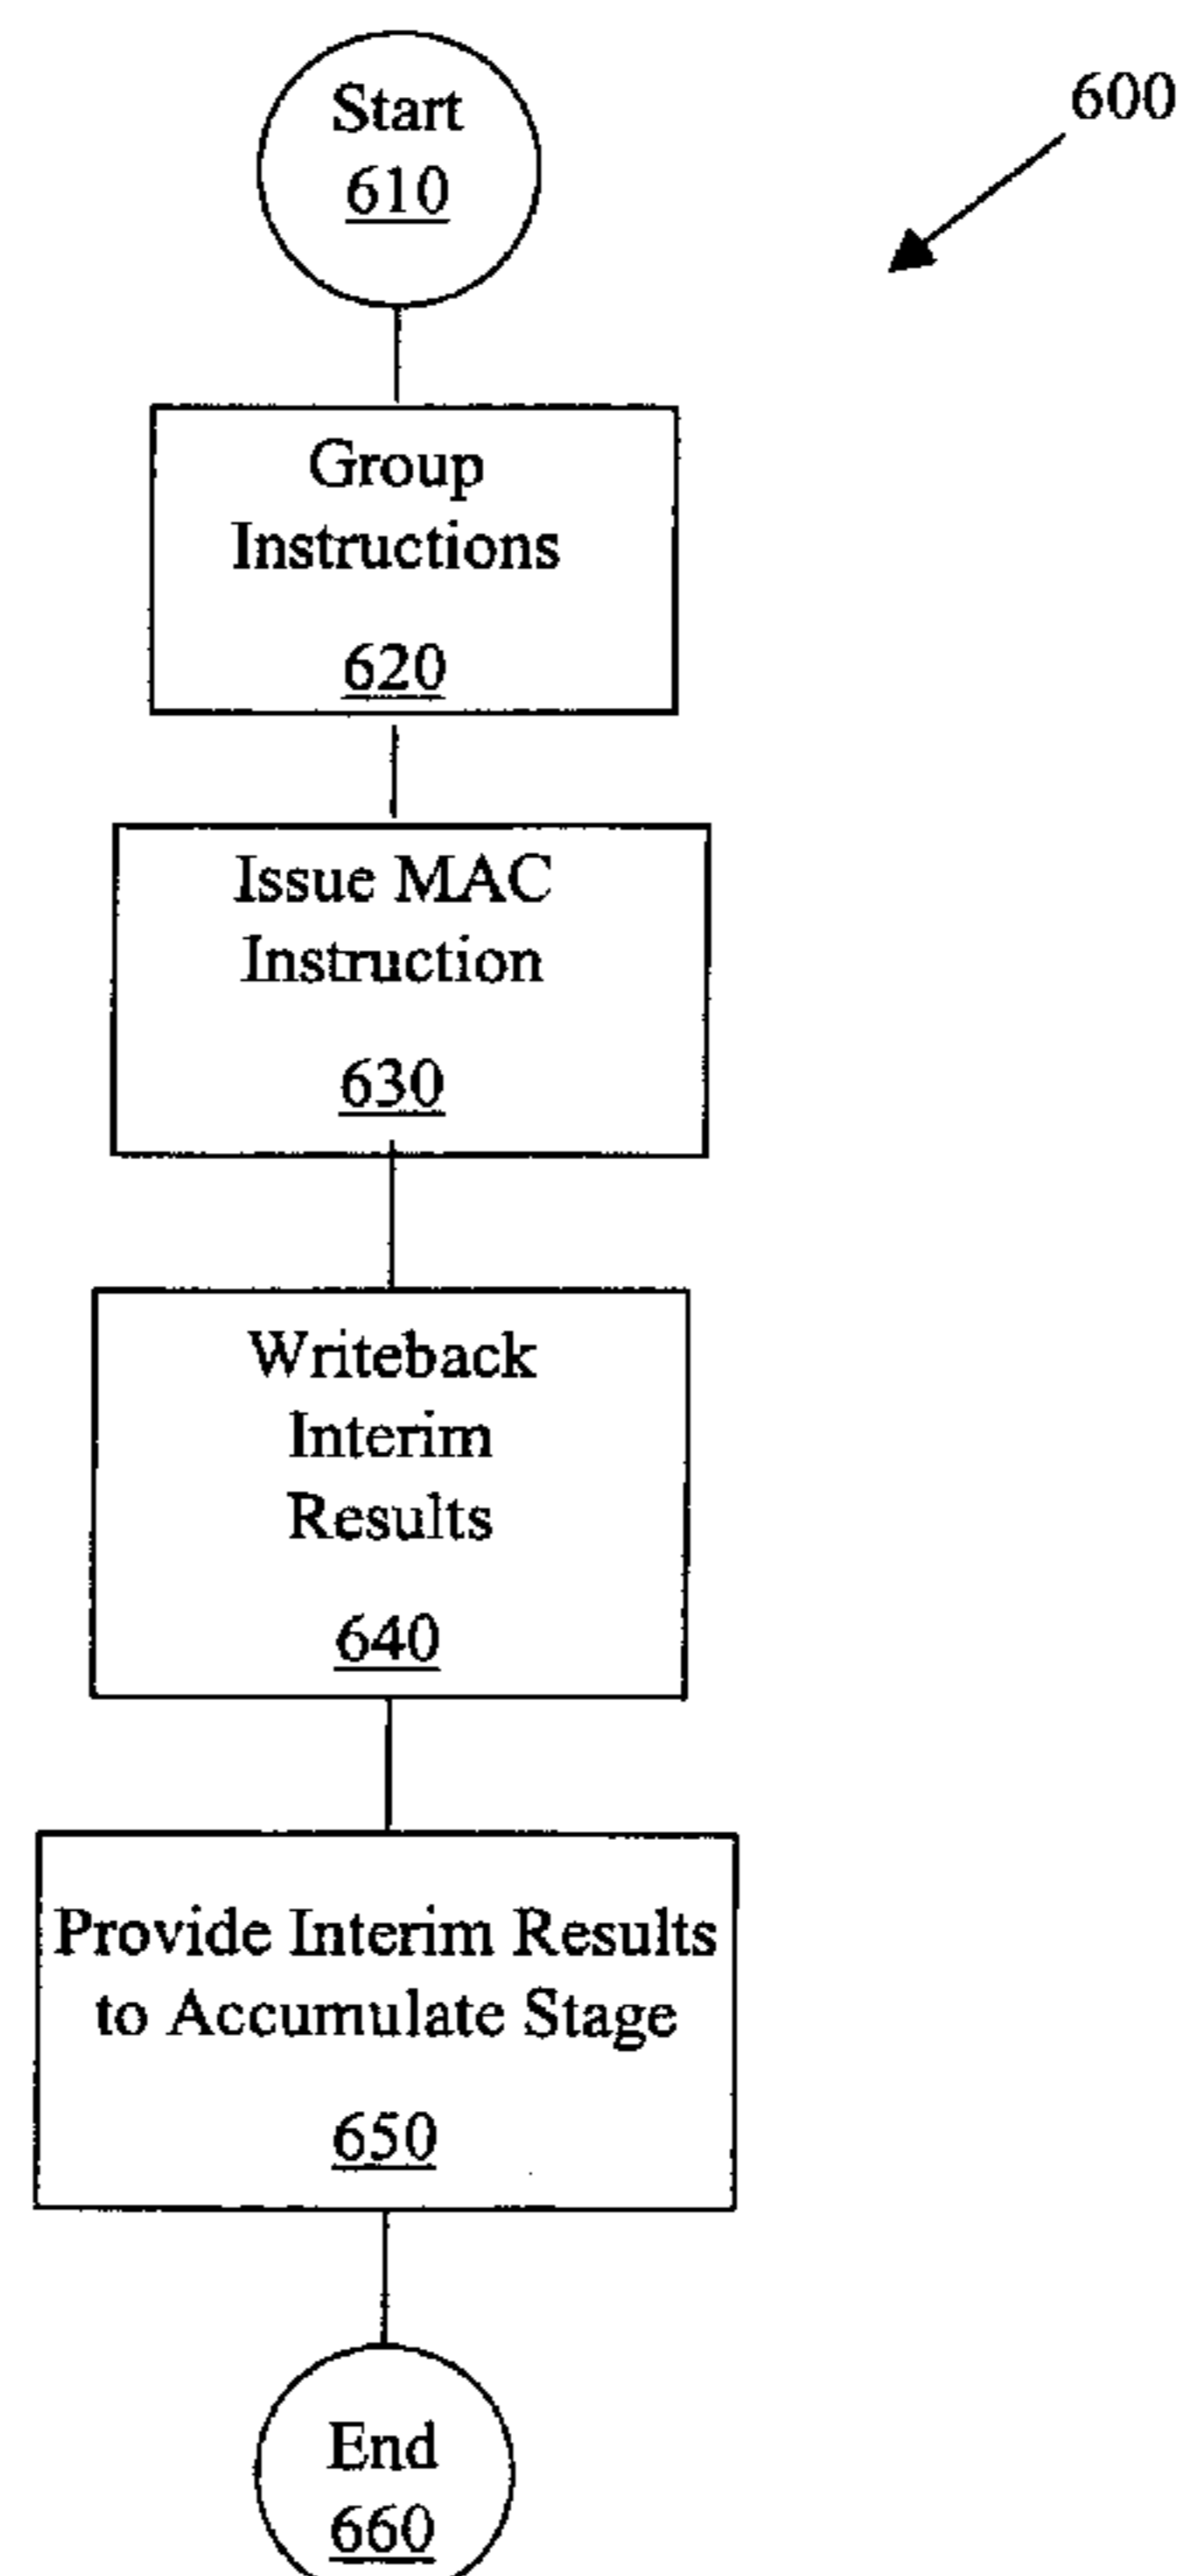 Start
610
600
Group
Instructions
620
Issue MAC
Instruction
630
Writeback
Interim
Results
640
Provide Interim Results
to Accumulate Stage
650
End
660